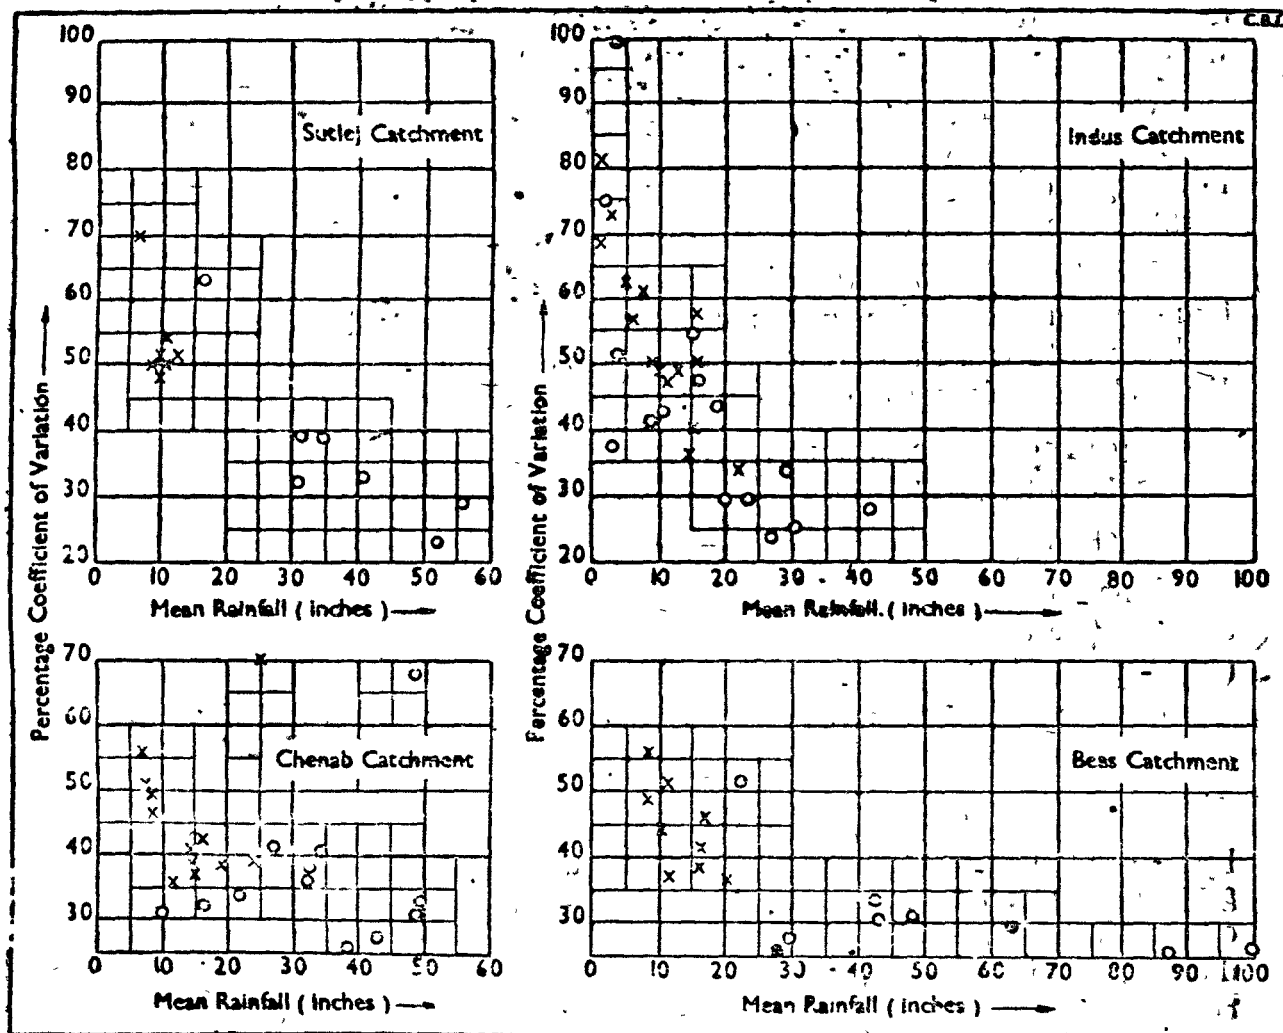 C.B.I.
Percentage Coefficient of Variation
100
90
80
70
60
50
40
30
20
Sutlej Catchment
0 10 20 30 40 50 60
Mean Rainfall ( inches )
Percentage Coefficient of Variation
100
90
80
70
60
50
40
30
20
Indus Catchment
0 10 20 30 40 50 60 70 80 90 100
Mean Rainfall. ( inches )
70
60
50
40
30
Chenab Catchment
0 10 20 30 40 50 60
Mean Rainfall ( inches )
70
60
50
40
30
Beas Catchment
0 10 20 30 40 50 60 70 80 90 100
Mean Rainfall ( inches )